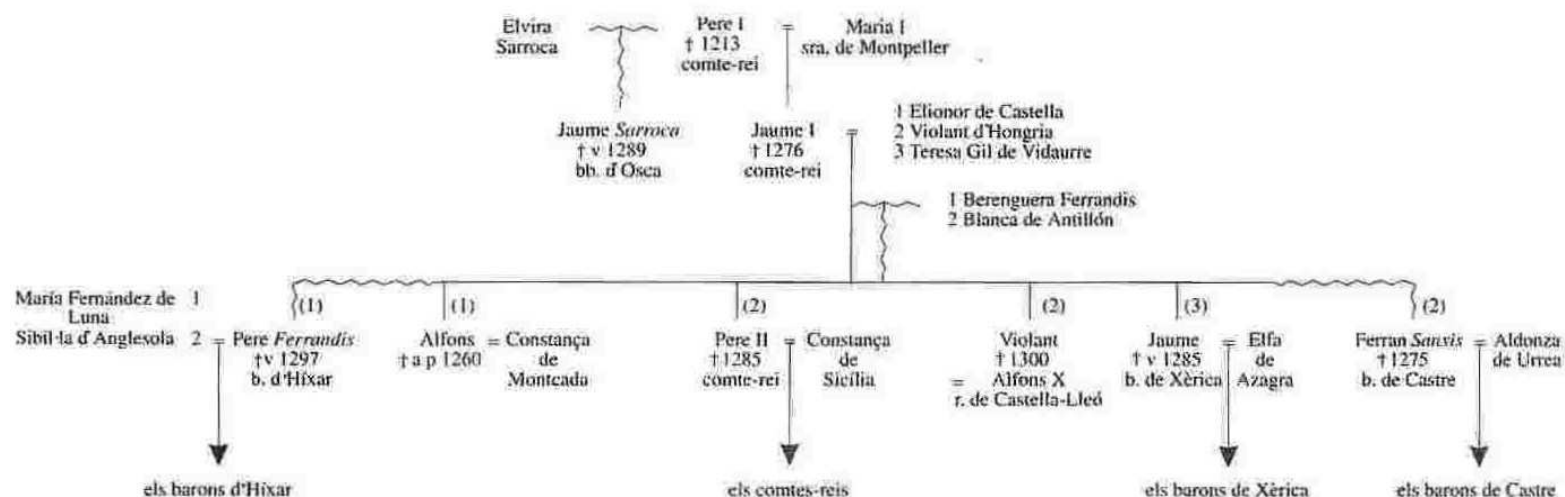 Elvira
Sarroca
Pere I
† 1213
comte-rei
=
Maria I
sra. de Montpeller
Jaume Sarroca
† v 1289
bb. d'Osca
Jaume I
† 1276
comte-rei
=
1 Elionor de Castella
2 Violant d'Hongria
3 Teresa Gil de Vidaurre
1 Berenguera Ferrandis
2 Blanca de Antillón
María Fernández de Luna 1
Sibil·la d'Anglesola 2
=
(1)
Pere Ferrandis
† v 1297
b. d'Híxar
(1)
Alfons
† a p 1260
=
Constança
de
Montcada
(2)
Pere II
† 1285
comte-rei
=
Constança
de
Sicília
(2)
Violant
† 1300
=
Alfons X
r. de Castella-Lleó
(3)
Jaume
† v 1285
b. de Xèrica
=
Elfa
de
Azagra
(2)
Ferran Sanxis
† 1275
b. de Castre
=
Aldonza
de Urrea
els barons d'Híxar
els comtes-reis
els barons de Xèrica
els barons de Castre